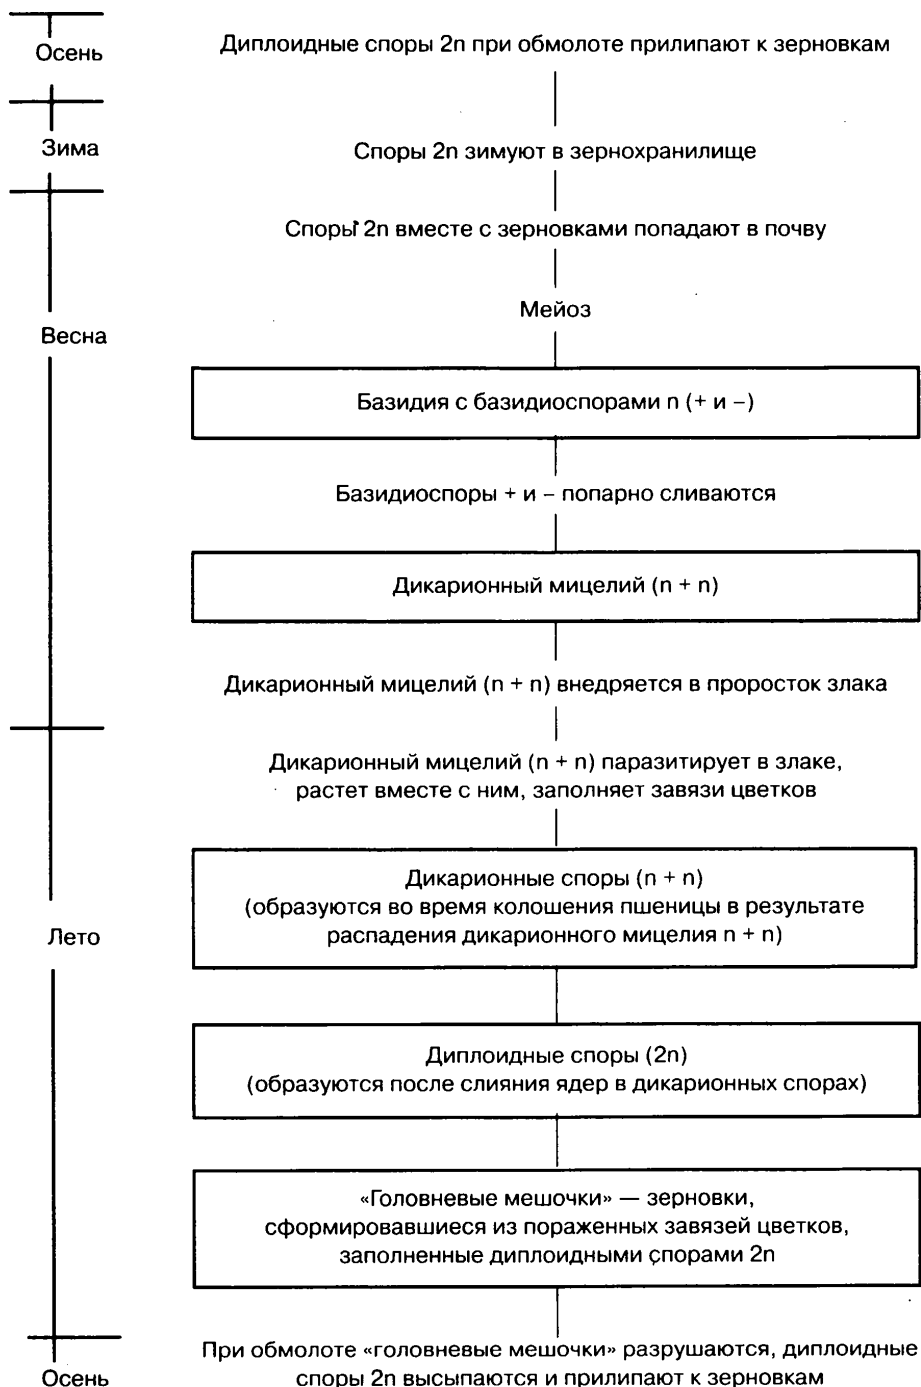 Осень
Диплоидные споры 2n при обмолоте прилипают к зерновкам
Зима
Споры 2n зимуют в зернохранилище
Споры 2n вместе с зерновками попадают в почву
Мейоз
Весна
Базидия с базидиоспорами n (+ и –)
Базидиоспоры + и – попарно сливаются
Дикарионный мицелий (n + n)
Дикарионный мицелий (n + n) внедряется в проросток злака
Дикарионный мицелий (n + n) паразитирует в злаке,
растет вместе с ним, заполняет завязи цветков
Лето
Дикарионные споры (n + n)
(образуются во время колошения пшеницы в результате
распадения дикарионного мицелия n + n)
Диплоидные споры (2n)
(образуются после слияния ядер в дикарионных спорах)
«Головневые мешочки» — зерновки,
сформировавшиеся из пораженных завязей цветков,
заполненные диплоидными спорами 2n
Осень
При обмолоте «головневые мешочки» разрушаются, диплоидные
споры 2n высыпаются и прилипают к зерновкам